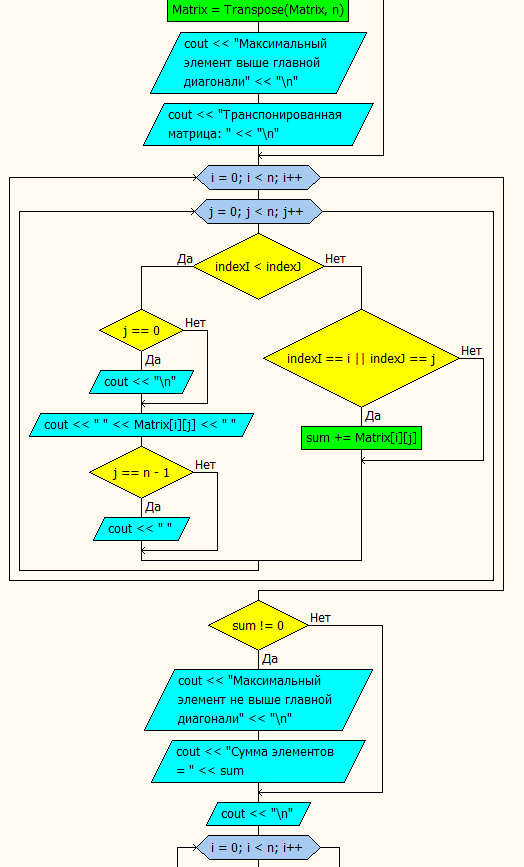 Matrix = Transpose(Matrix, n)
cout << "Максимальный
элемент выше главной
диагонали" << "\n"
cout << "Транспонированная
матрица: " << "\n"
i = 0; i < n; i++
j = 0; j < n; j++
Да
indexI < indexJ
Нет
j == 0
Нет
Да
cout << "\n"
cout << " " << Matrix[i][j] << " "
j == n - 1
Нет
Да
cout << " "
indexI == i || indexJ == j
Нет
Да
sum += Matrix[i][j]
sum != 0
Нет
Да
cout << "Максимальный
элемент не выше главной
диагонали" << "\n"
cout << "Сумма элементов
= " << sum
cout << "\n"
i = 0; i < n; i++